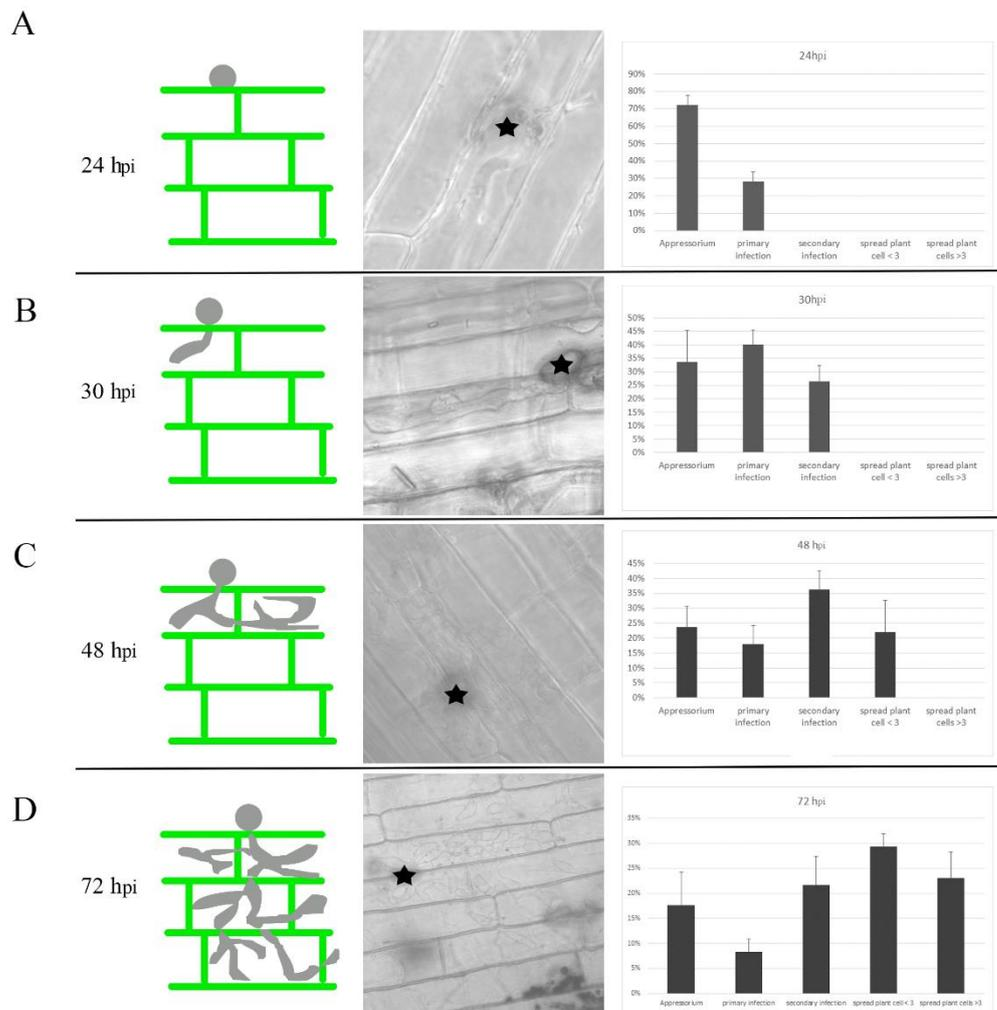 A
24 hpi
24hpi
90%
80%
70%
60%
50%
40%
30%
20%
10%
0%
Appressorium primary secondary spread plant spread plant
infection infection cell < 3 cells >3
B
30 hpi
30hpi
50%
45%
40%
35%
30%
25%
20%
15%
10%
5%
0%
Appressorium primary secondary spread plant spread plant
infection infection cell < 3 cells >3
C
48 hpi
48 hpi
45%
40%
35%
30%
25%
20%
15%
10%
5%
0%
Appressorium primary secondary spread plant spread plant
infection infection cell < 3 cells >3
D
72 hpi
72 hpi
35%
30%
25%
20%
15%
10%
5%
0%
Appressorium primary infection secondary infection spread plant cell < 3 spread plant cells >3